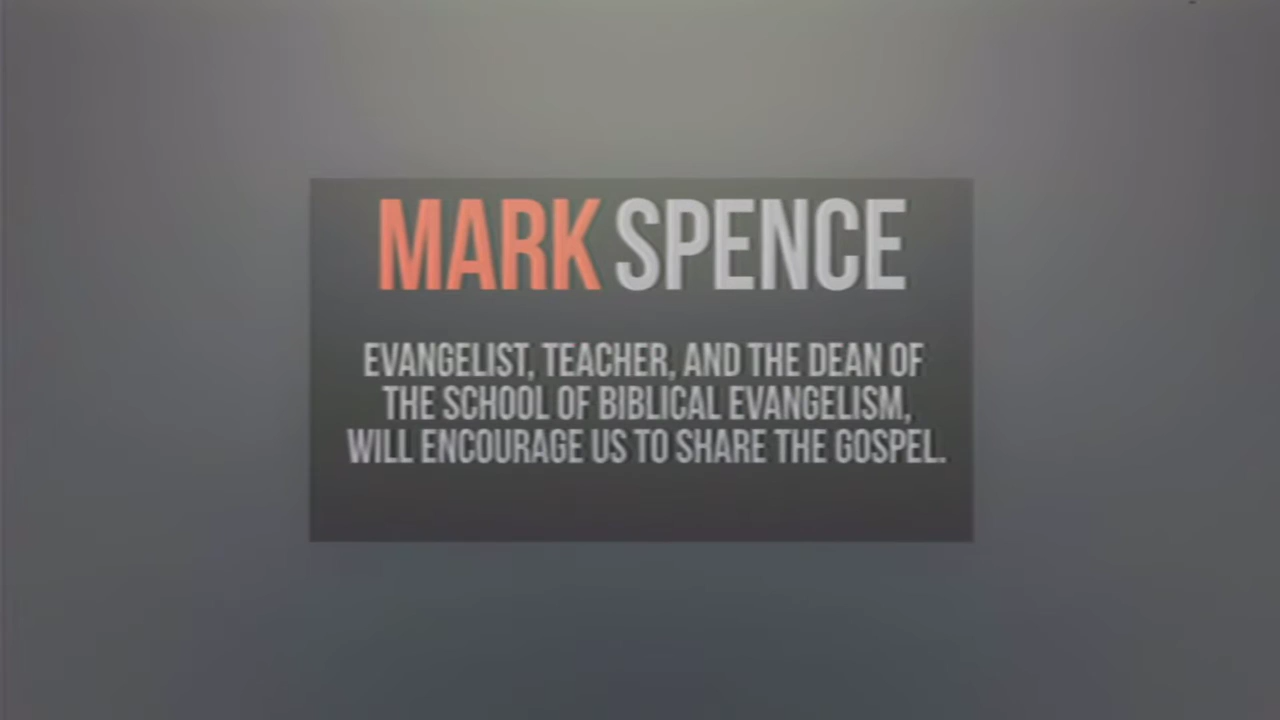 MARK SPENCE
EVANGELIST, TEACHER, AND THE DEAN OF
THE SCHOOL OF BIBLICAL EVANGELISM,
WILL ENCOURAGE US TO SHARE THE GOSPEL.